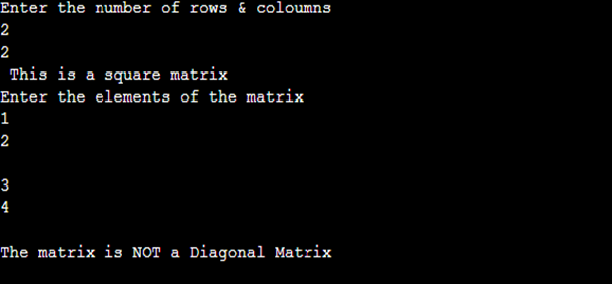 Enter the number of rows & coloumns
2
2
This is a square matrix
Enter the elements of the matrix
1
2
3
4
The matrix is NOT a Diagonal Matrix